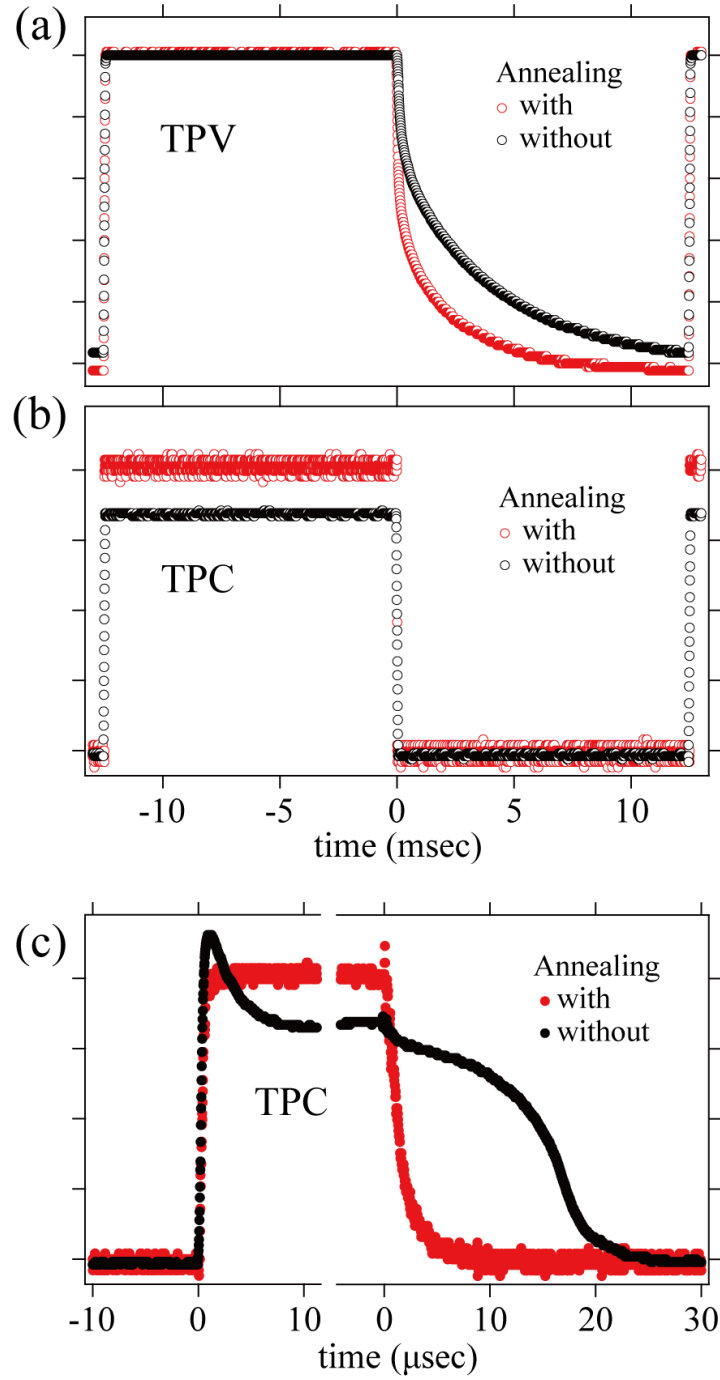 (a)
Annealing
with
without
TPV
(b)
Annealing
with
without
TPC
-10 -5 0 5 10
time (msec)
(c)
Annealing
with
without
TPC
-10 0 10 0 10 20 30
time (μsec)